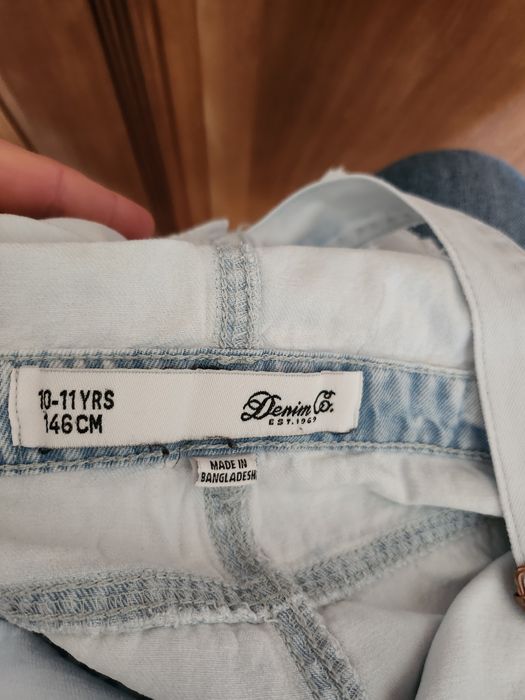 10-11 YRS
146 CM
Denim Co.
EST. 1969
MADE IN
BANGLADESH